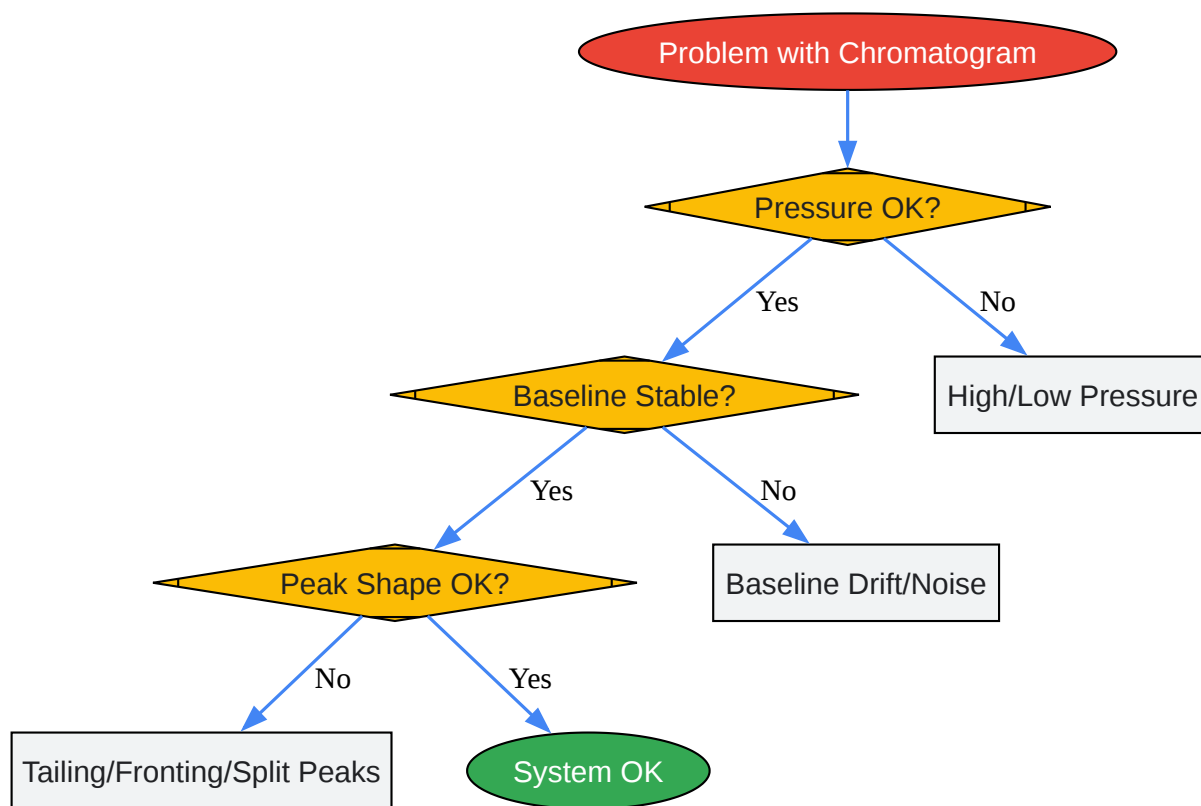 Problem with Chromatogram
Pressure OK?
Yes
No
Baseline Stable?
High/Low Pressure
Yes
No
Peak Shape OK?
Baseline Drift/Noise
No
Yes
Tailing/Fronting/Split Peaks
System OK